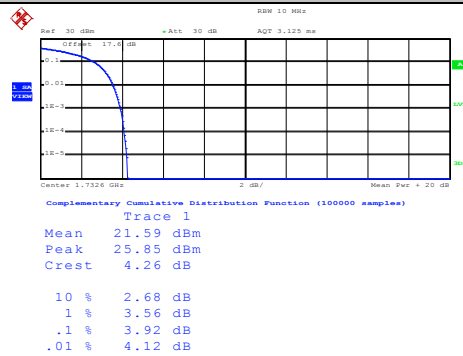 RBW 10 MHz
Ref 30 dBm Att 30 dB AQT 3.125 ms
Offset 17.6 dB
0.1
A
0.01
1 SA
VIEW
1E-3
LV
1E-4
1E-5
3D
Center 1.7326 GHz 2 dB/ Mean Pwr + 20 dB
Complementary Cumulative Distribution Function (100000 samples)
Trace 1
Mean 21.59 dBm
Peak 25.85 dBm
Crest 4.26 dB
10 % 2.68 dB
1 % 3.56 dB
.1 % 3.92 dB
.01 % 4.12 dB